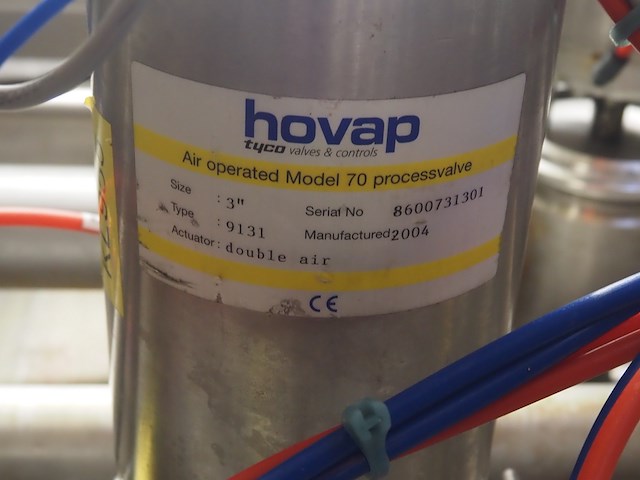 hovap
tyco valves & controls
Air operated Model 70 processvalve
Size : 3" Serial No 8600731301
Type : 9131 Manufactured 2004
Actuator : double air
CE